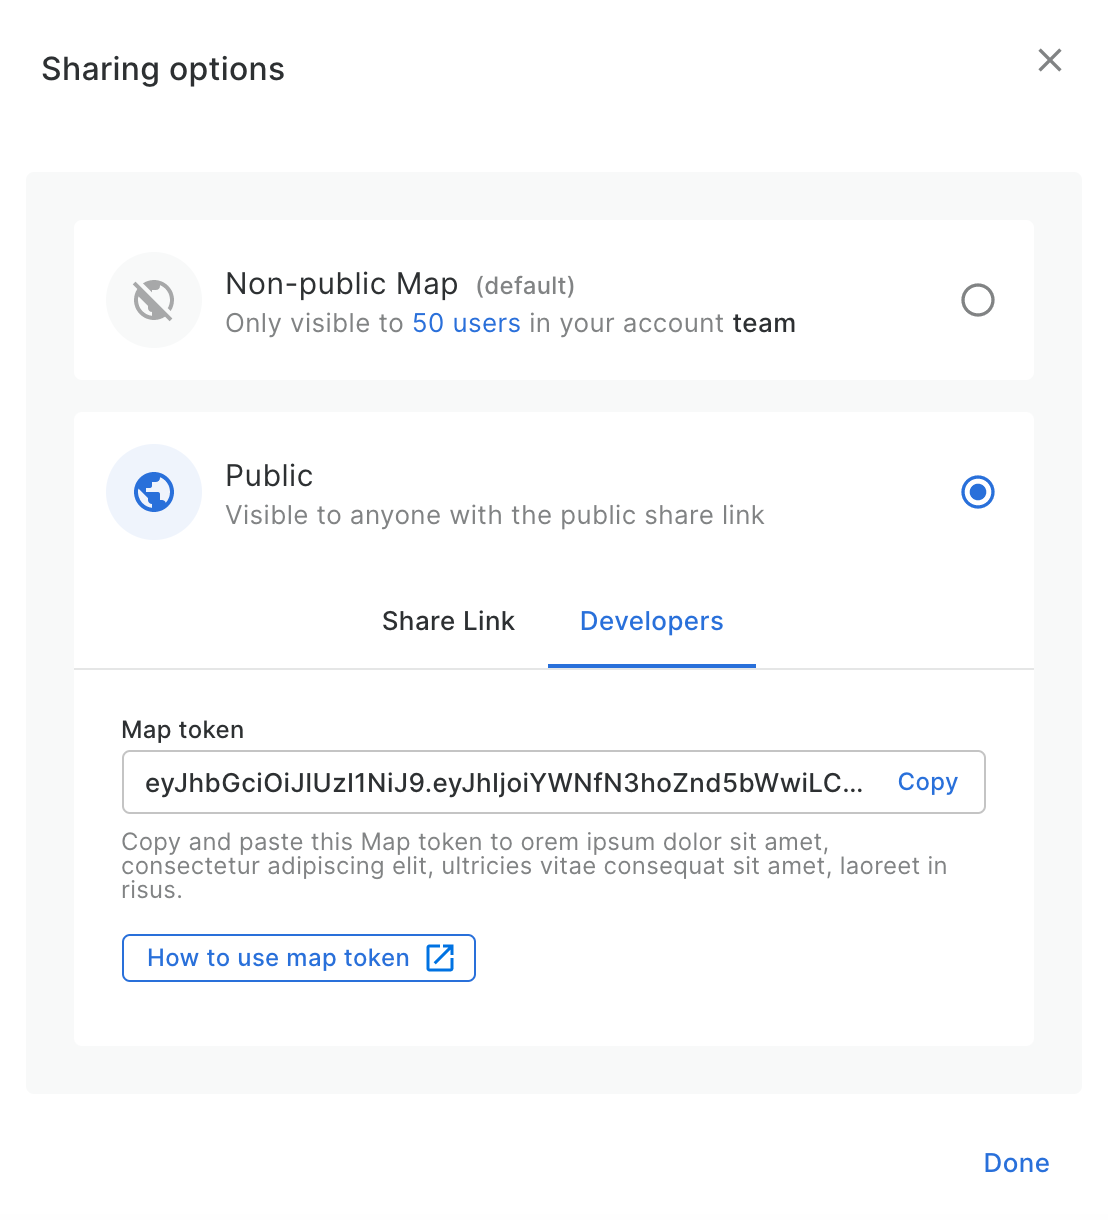 Sharing options
Non-public Map (default)
Only visible to 50 users in your account team
Public
Visible to anyone with the public share link
Share Link Developers
Map token
eyJhbGciOiJIUzI1NiJ9.eyJhIjoiYWNfN3hoZnd5bWwiLC... Copy
Copy and paste this Map token to orem ipsum dolor sit amet,
consectetur adipiscing elit, ultricies vitae consequat sit amet, laoreet in
risus.
How to use map token
Done